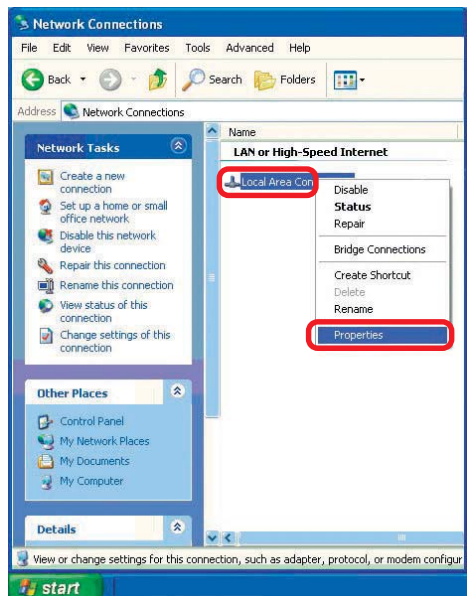 Network Connections
File Edit View Favorites Tools Advanced Help
Back Search Folders
Address Network Connections
Name
LAN or High-Speed Internet
Network Tasks
Create a new
connection
Set up a home or small
office network
Disable this network
device
Repair this connection
Rename this connection
View status of this
connection
Change settings of this
connection
Local Area Con
Disable
Status
Repair
Bridge Connections
Create Shortcut
Delete
Rename
Properties
Other Places
Control Panel
My Network Places
My Documents
My Computer
Details
View or change settings for this connection, such as adapter, protocol, or modem configur
start